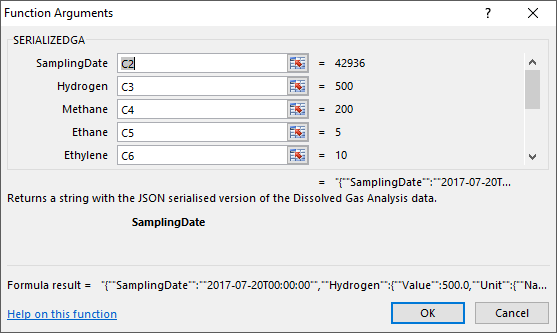 Function Arguments
?
SERIALIZEDGA
SamplingDate C2 = 42936
Hydrogen C3 = 500
Methane C4 = 200
Ethane C5 = 5
Ethylene C6 = 10
= "{""SamplingDate"":""2017-07-20T...
Returns a string with the JSON serialised version of the Dissolved Gas Analysis data.
SamplingDate
Formula result = "{""SamplingDate"":""2017-07-20T00:00:00"",""Hydrogen"":{""Value"":500.0,""Unit"":{""Na...
Help on this function
OK Cancel